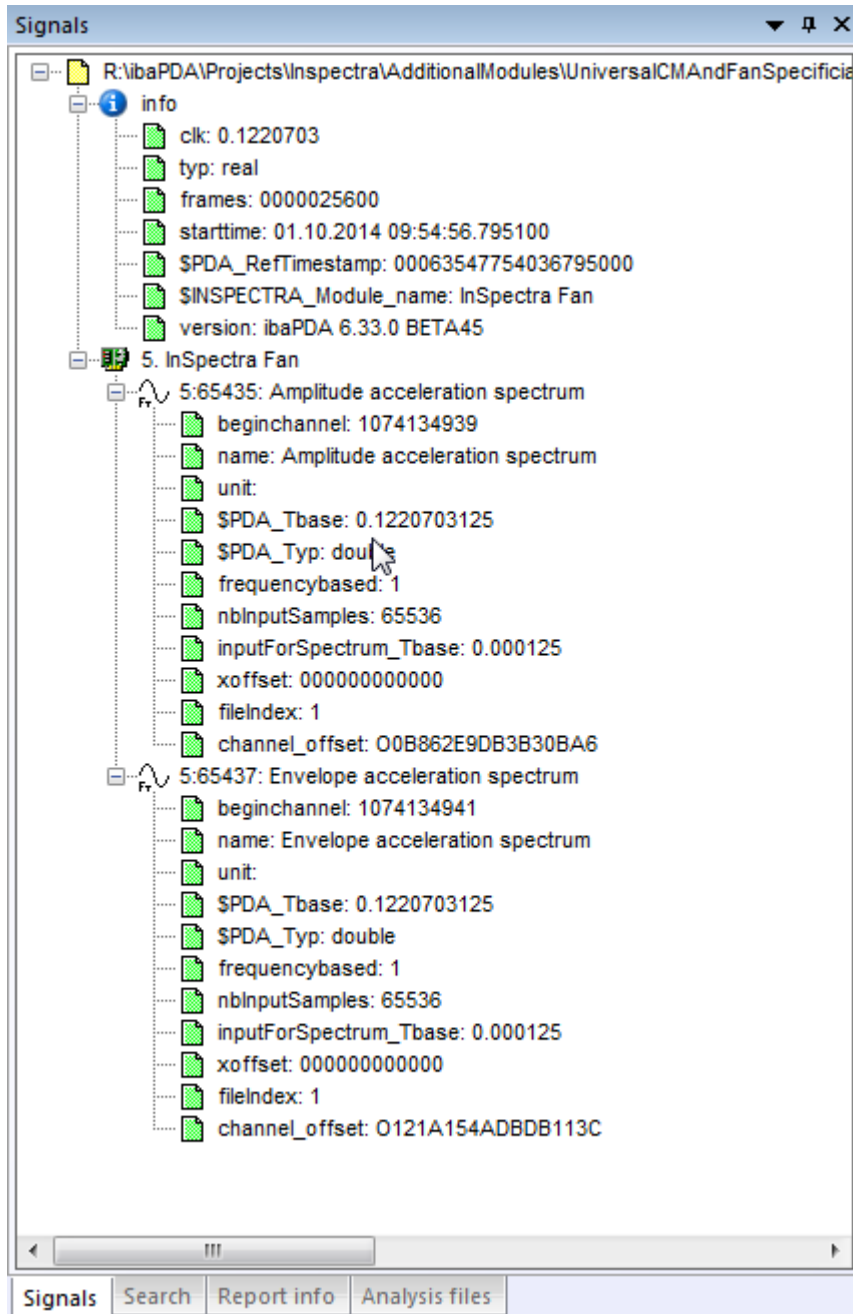 Signals
R:\ibaPDA\Projects\Inspectra\AdditionalModules\UniversalCMAndFanSpecificia
info
clk: 0.1220703
typ: real
frames: 0000025600
starttime: 01.10.2014 09:54:56.795100
$PDA_RefTimestamp: 00063547754036795000
$INSPECTRA_Module_name: InSpectra Fan
version: ibaPDA 6.33.0 BETA45
5. InSpectra Fan
5:65435: Amplitude acceleration spectrum
beginchannel: 1074134939
name: Amplitude acceleration spectrum
unit:
$PDA_Tbase: 0.1220703125
$PDA_Typ: double
frequencybased: 1
nbInputSamples: 65536
inputForSpectrum_Tbase: 0.000125
xoffset: 000000000000
fileIndex: 1
channel_offset: O0B862E9DB3B30BA6
5:65437: Envelope acceleration spectrum
beginchannel: 1074134941
name: Envelope acceleration spectrum
unit:
$PDA_Tbase: 0.1220703125
$PDA_Typ: double
frequencybased: 1
nbInputSamples: 65536
inputForSpectrum_Tbase: 0.000125
xoffset: 000000000000
fileIndex: 1
channel_offset: O121A154ADBDB113C
Signals Search Report info Analysis files